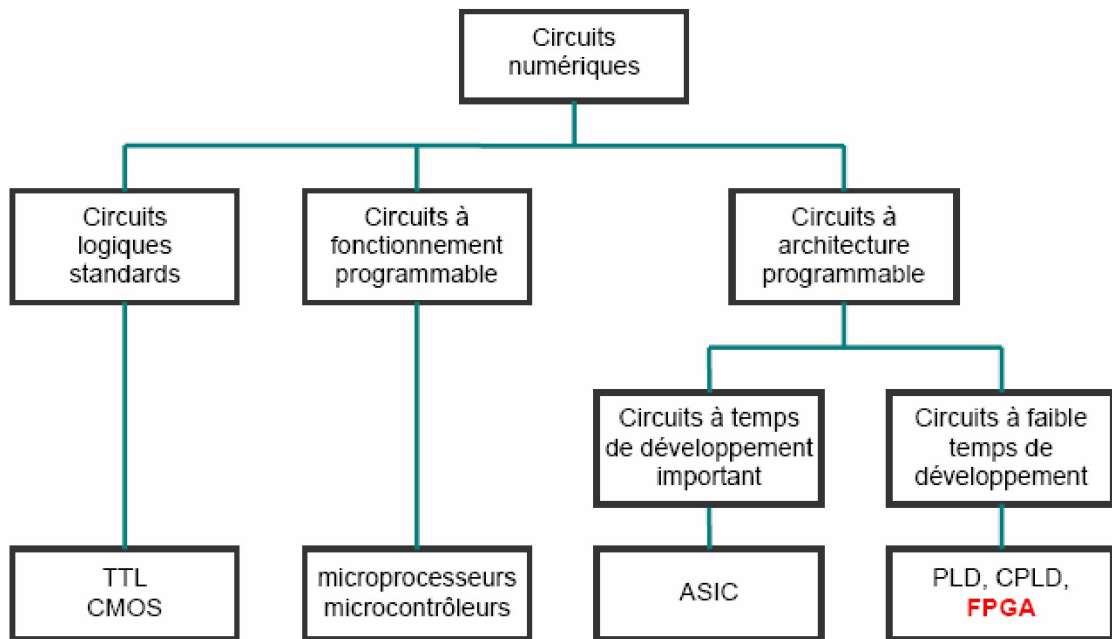 Circuits
numériques
Circuits
logiques
standards
Circuits à
fonctionnement
programmable
Circuits à
architecture
programmable
Circuits à temps
de développement
important
Circuits à faible
temps de
développement
TTL
CMOS
microprocesseurs
microcontrôleurs
ASIC
PLD, CPLD,
FPGA